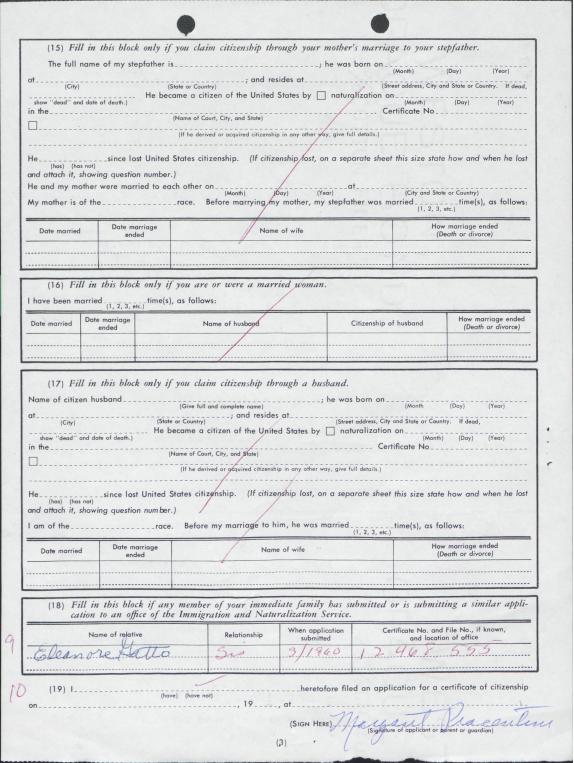 (15) Fill in this block only if you claim citizenship through your mother's marriage to your stepfather.
The full name of my stepfather is ; he was born on
(Month) (Day) (Year)
at ; and resides at
(City) (State or Country) (Street address, City and State or Country. If dead,
He became a citizen of the United States by naturalization on
show "dead" and date of death.) (Month) (Day) (Year)
in the Certificate No
(Name of Court, City, and State)
(If he derived or acquired citizenship in any other way, give full details.)
He since lost United States citizenship. (If citizenship lost, on a separate sheet this size state how and when he lost
(has) (has not)
and attach it, showing question number.)
He and my mother were married to each other on at
(Month) (Day) (Year) (City and State or Country)
My mother is of the race. Before marrying my mother, my stepfather was married time(s), as follows:
(1, 2, 3, etc.)
Date married Date marriage ended Name of wife How marriage ended (Death or divorce)
(16) Fill in this block only if you are or were a married woman.
I have been married time(s), as follows:
(1, 2, 3, etc.)
Date married Date marriage ended Name of husband Citizenship of husband How marriage ended (Death or divorce)
(17) Fill in this block only if you claim citizenship through a husband.
Name of citizen husband ; he was born on
(Give full and complete name) (Month (Day) (Year)
at ; and resides at
(City) (State or Country) (Street address, City and State or Country. If dead,
He became a citizen of the United States by naturalization on
show "dead" and date of death.) (Month) (Day) (Year)
in the Certificate No
(Name of Court, City, and State)
(If he derived or acquired citizenship in any other way, give full details.)
He since lost United States citizenship. (If citizenship lost, on a separate sheet this size state how and when he lost
(has) (has not)
and attach it, showing question number.)
I am of the race. Before my marriage to him, he was married time(s), as follows:
(1, 2, 3, etc.)
Date married Date marriage ended Name of wife How marriage ended (Death or divorce)
(18) Fill in this block if any member of your immediate family has submitted or is submitting a similar appli-
cation to an office of the Immigration and Naturalization Service.
9
Name of relative Relationship When application submitted Certificate No. and File No., if known, and location of office
Eleanore Gatto Sis 3/1960 12 468 555
10 (19) I heretofore filed an application for a certificate of citizenship
(have) (have not)
on , 19 , at
(SIGN HERE) Margaret Piacentini
(Signature of applicant or parent or guardian)
(3)